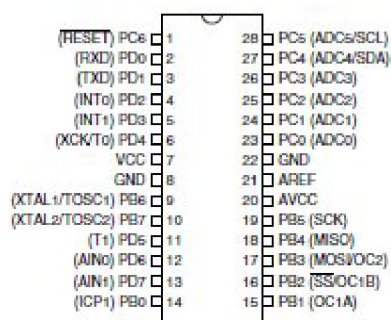 (RESET) PC6 1 28 PC5 (ADC5/SCL)
(RXD) PD0 2 27 PC4 (ADC4/SDA)
(TXD) PD1 3 26 PC3 (ADC3)
(INT0) PD2 4 25 PC2 (ADC2)
(INT1) PD3 5 24 PC1 (ADC1)
(XCK/T0) PD4 6 23 PC0 (ADC0)
VCC 7 22 GND
GND 8 21 AREF
(XTAL1/TOSC1) PB6 9 20 AVCC
(XTAL2/TOSC2) PB7 10 19 PB5 (SCK)
(T1) PD5 11 18 PB4 (MISO)
(AIN0) PD6 12 17 PB3 (MOSI/OC2)
(AIN1) PD7 13 16 PB2 (SS/OC1B)
(ICP1) PB0 14 15 PB1 (OC1A)